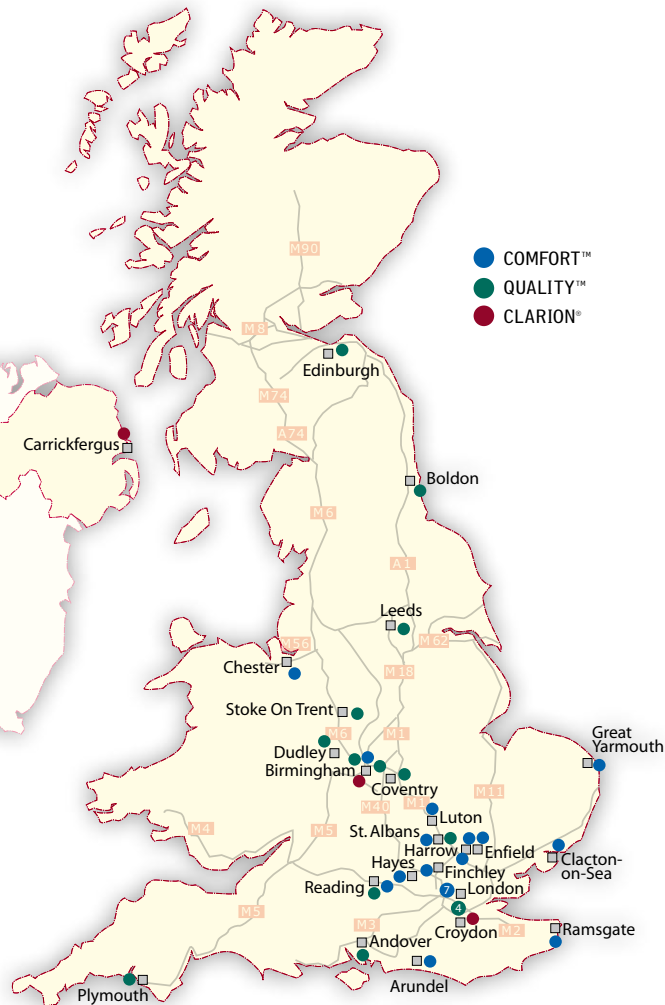 M90
COMFORT™
QUALITY™
CLARION®
M8
Edinburgh
M74
A74
Carrickfergus
Boldon
M6
A1
Leeds
M62
M56
Chester
M18
Stoke On Trent
Great
Yarmouth
M6
M1
Dudley
Birmingham
Coventry
M11
M40
M1
Luton
M4
M5
St. Albans
Harrow
Enfield
Clacton-
on-Sea
Hayes
Finchley
Reading
7
London
4
M5
M3
Croydon
M2
Ramsgate
Andover
Arundel
Plymouth